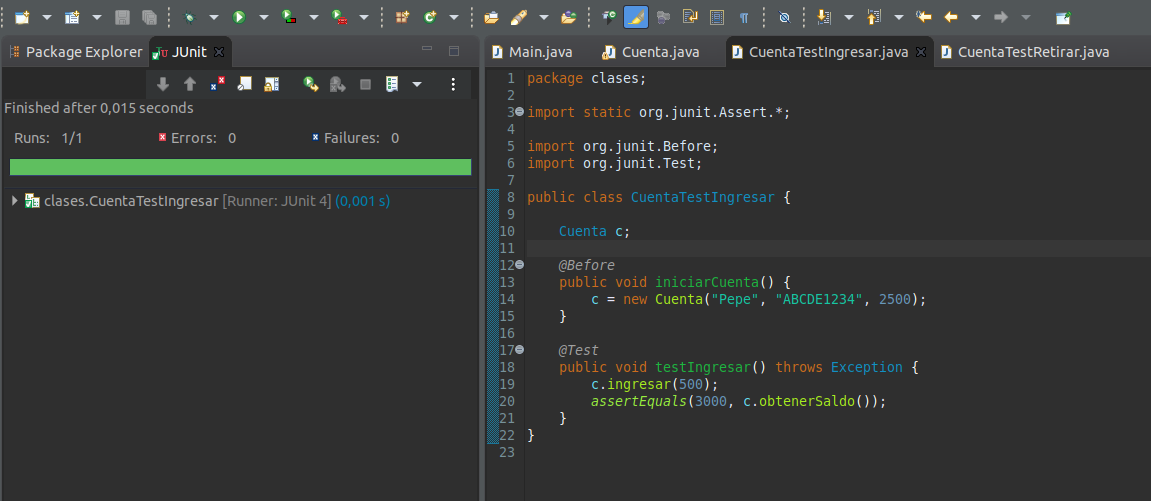 Package Explorer
JUnit
Finished after 0,015 seconds
Runs: 1/1
Errors: 0
Failures: 0
clases.CuentaTestIngresar [Runner: JUnit 4] (0,001 s)
Main.java
Cuenta.java
CuentaTestIngresar.java
CuentaTestRetirar.java
1 package clases;
2
3 import static org.junit.Assert.*;
4
5 import org.junit.Before;
6 import org.junit.Test;
7
8 public class CuentaTestIngresar {
9
10     Cuenta c;
11
12     @Before
13     public void iniciarCuenta() {
14         c = new Cuenta("Pepe", "ABCDE1234", 2500);
15     }
16
17     @Test
18     public void testIngresar() throws Exception {
19         c.ingresar(500);
20         assertEquals(3000, c.obtenerSaldo());
21     }
22 }
23